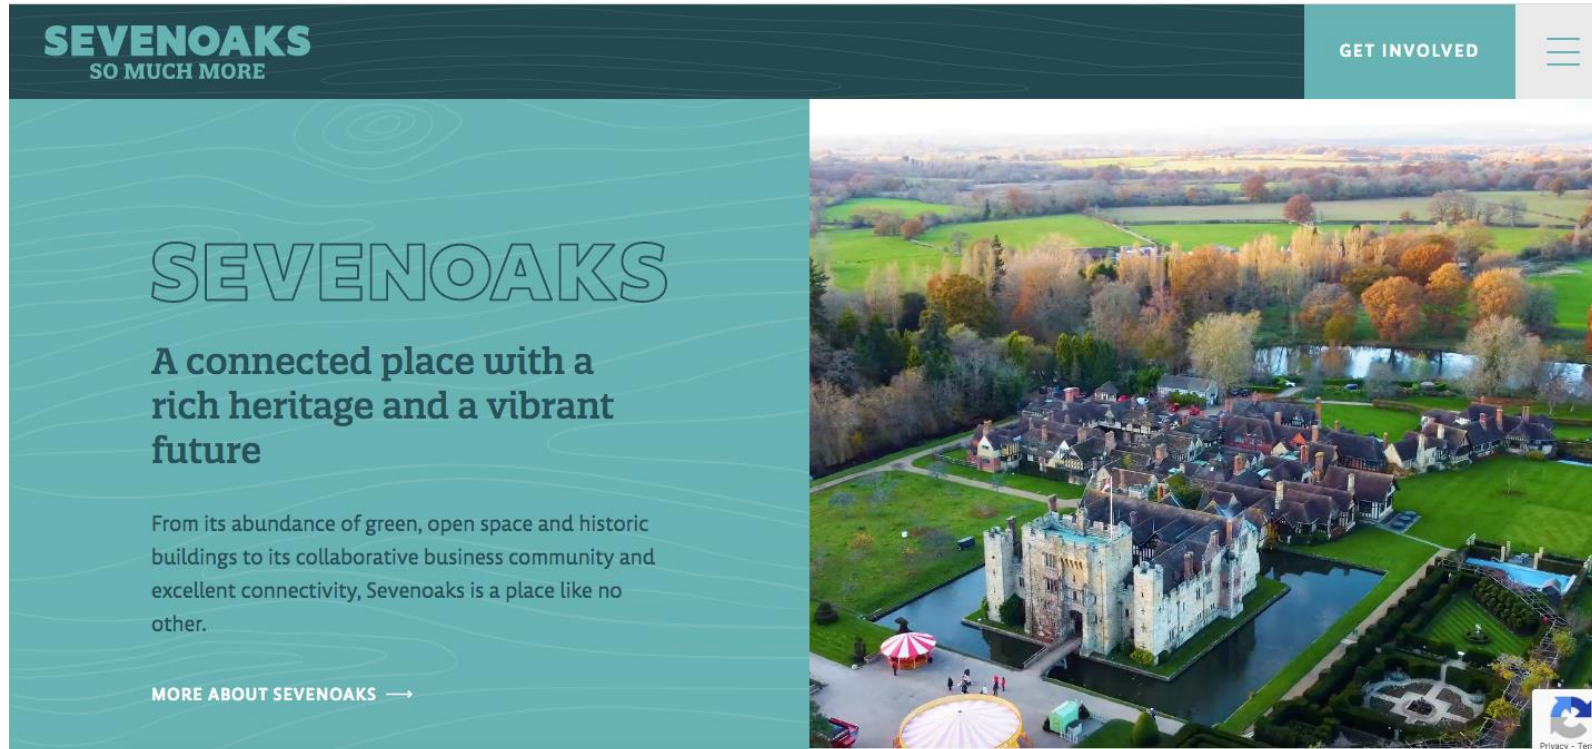 SEVENOAKS
SO MUCH MORE
GET INVOLVED
SEVENOAKS
A connected place with a
rich heritage and a vibrant
future
From its abundance of green, open space and historic
buildings to its collaborative business community and
excellent connectivity, Sevenoaks is a place like no
other.
MORE ABOUT SEVENOAKS
Privacy -